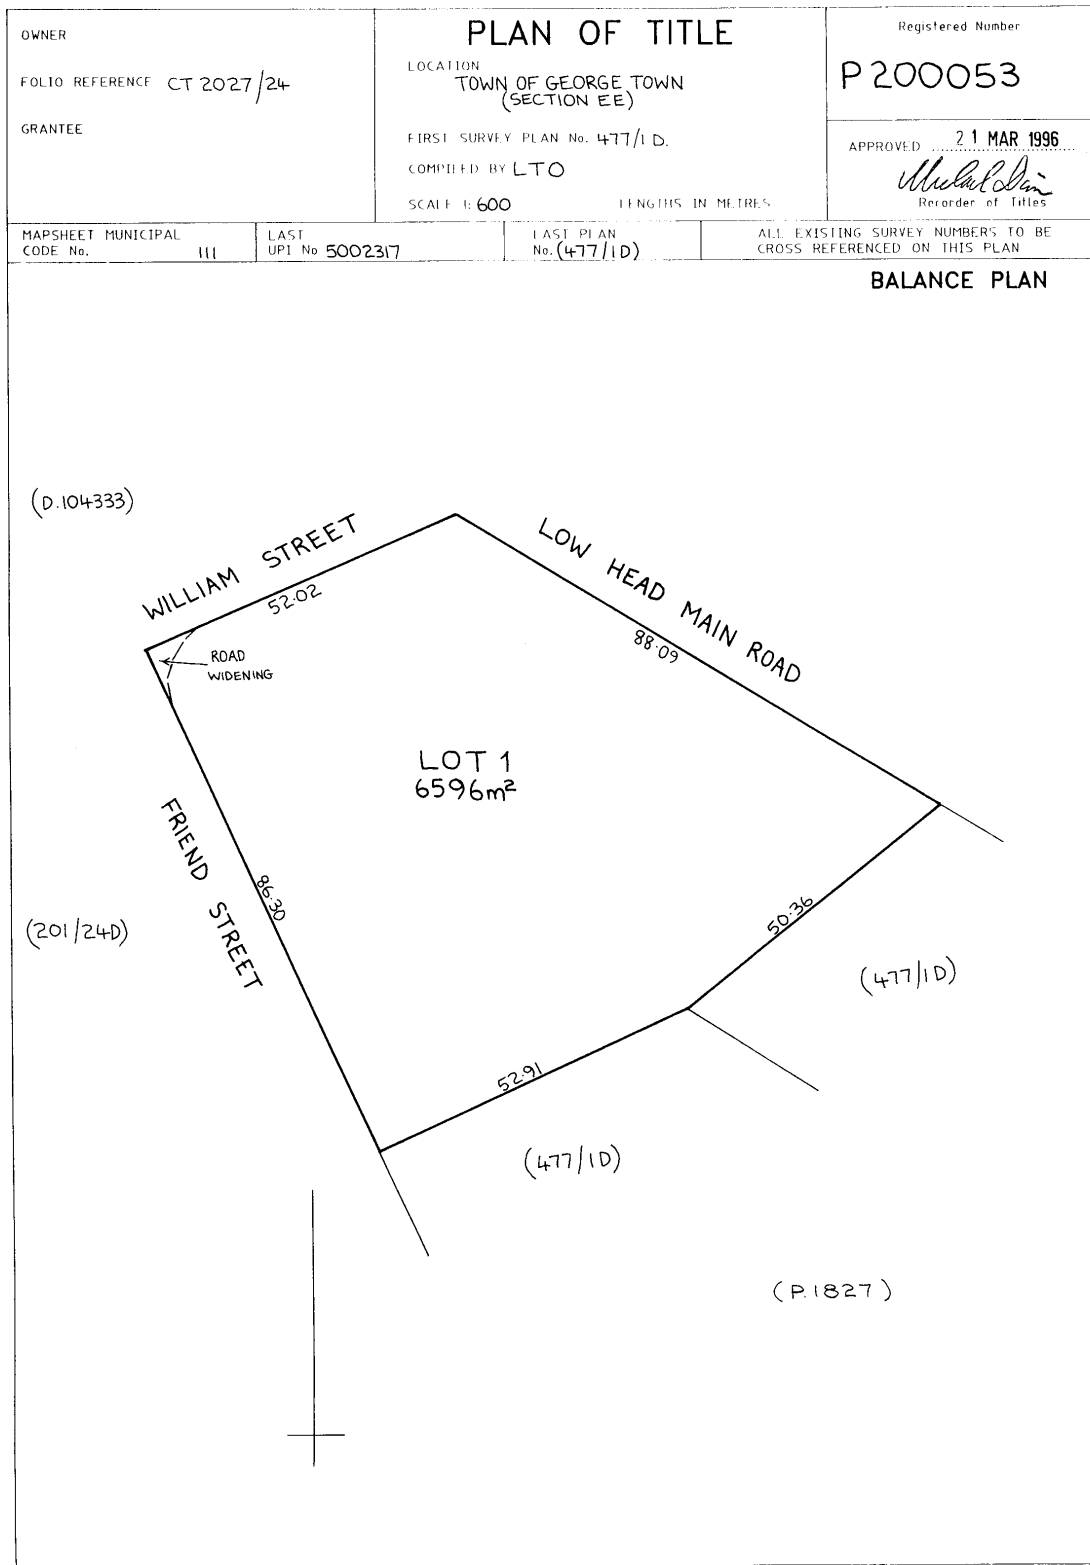 OWNER
FOLIO REFERENCE CT 2027/24
GRANTEE
PLAN OF TITLE
LOCATION
TOWN OF GEORGE TOWN
(SECTION EE)
FIRST SURVEY PLAN No. 477/1 D.
COMPILED BY LTO
SCALE 1: 600 LENGTHS IN METRES
Registered Number
P200053
APPROVED 21 MAR 1996
Recorder of Titles
MAPSHEET MUNICIPAL
CODE No. 111
LAST
UPI No 5002317
LAST PLAN
No. (477/1D)
ALL EXISTING SURVEY NUMBERS TO BE
CROSS REFERENCED ON THIS PLAN
BALANCE PLAN
(D.104333)
WILLIAM STREET
52·02
LOW HEAD MAIN ROAD
88·09
ROAD
WIDENING
LOT 1
6596m²
FRIEND STREET
86·30
(201/24D)
50·36
(477/1D)
52·91
(477/1D)
(P.1827)